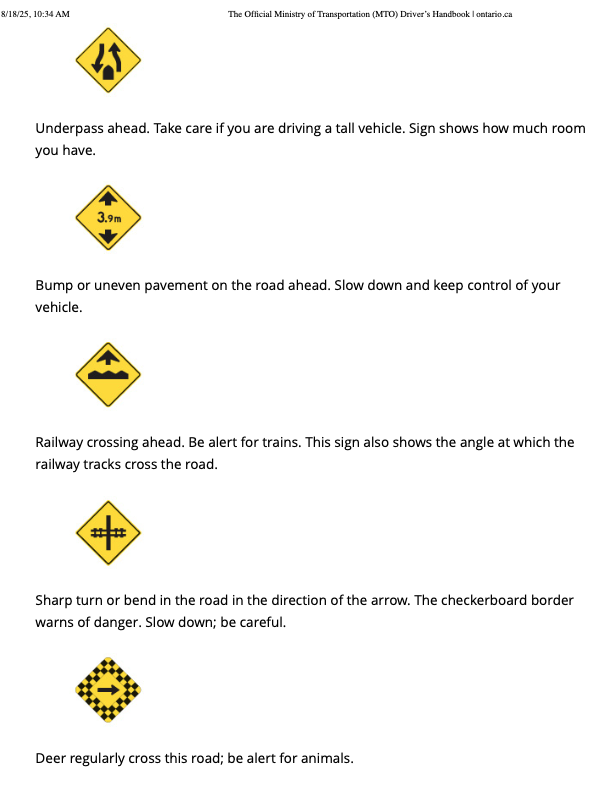 8/18/25, 10:34 AM The Official Ministry of Transportation (MTO) Driver's Handbook | ontario.ca
Underpass ahead. Take care if you are driving a tall vehicle. Sign shows how much room
you have.
3.9m
Bump or uneven pavement on the road ahead. Slow down and keep control of your
vehicle.
Railway crossing ahead. Be alert for trains. This sign also shows the angle at which the
railway tracks cross the road.
Sharp turn or bend in the road in the direction of the arrow. The checkerboard border
warns of danger. Slow down; be careful.
Deer regularly cross this road; be alert for animals.